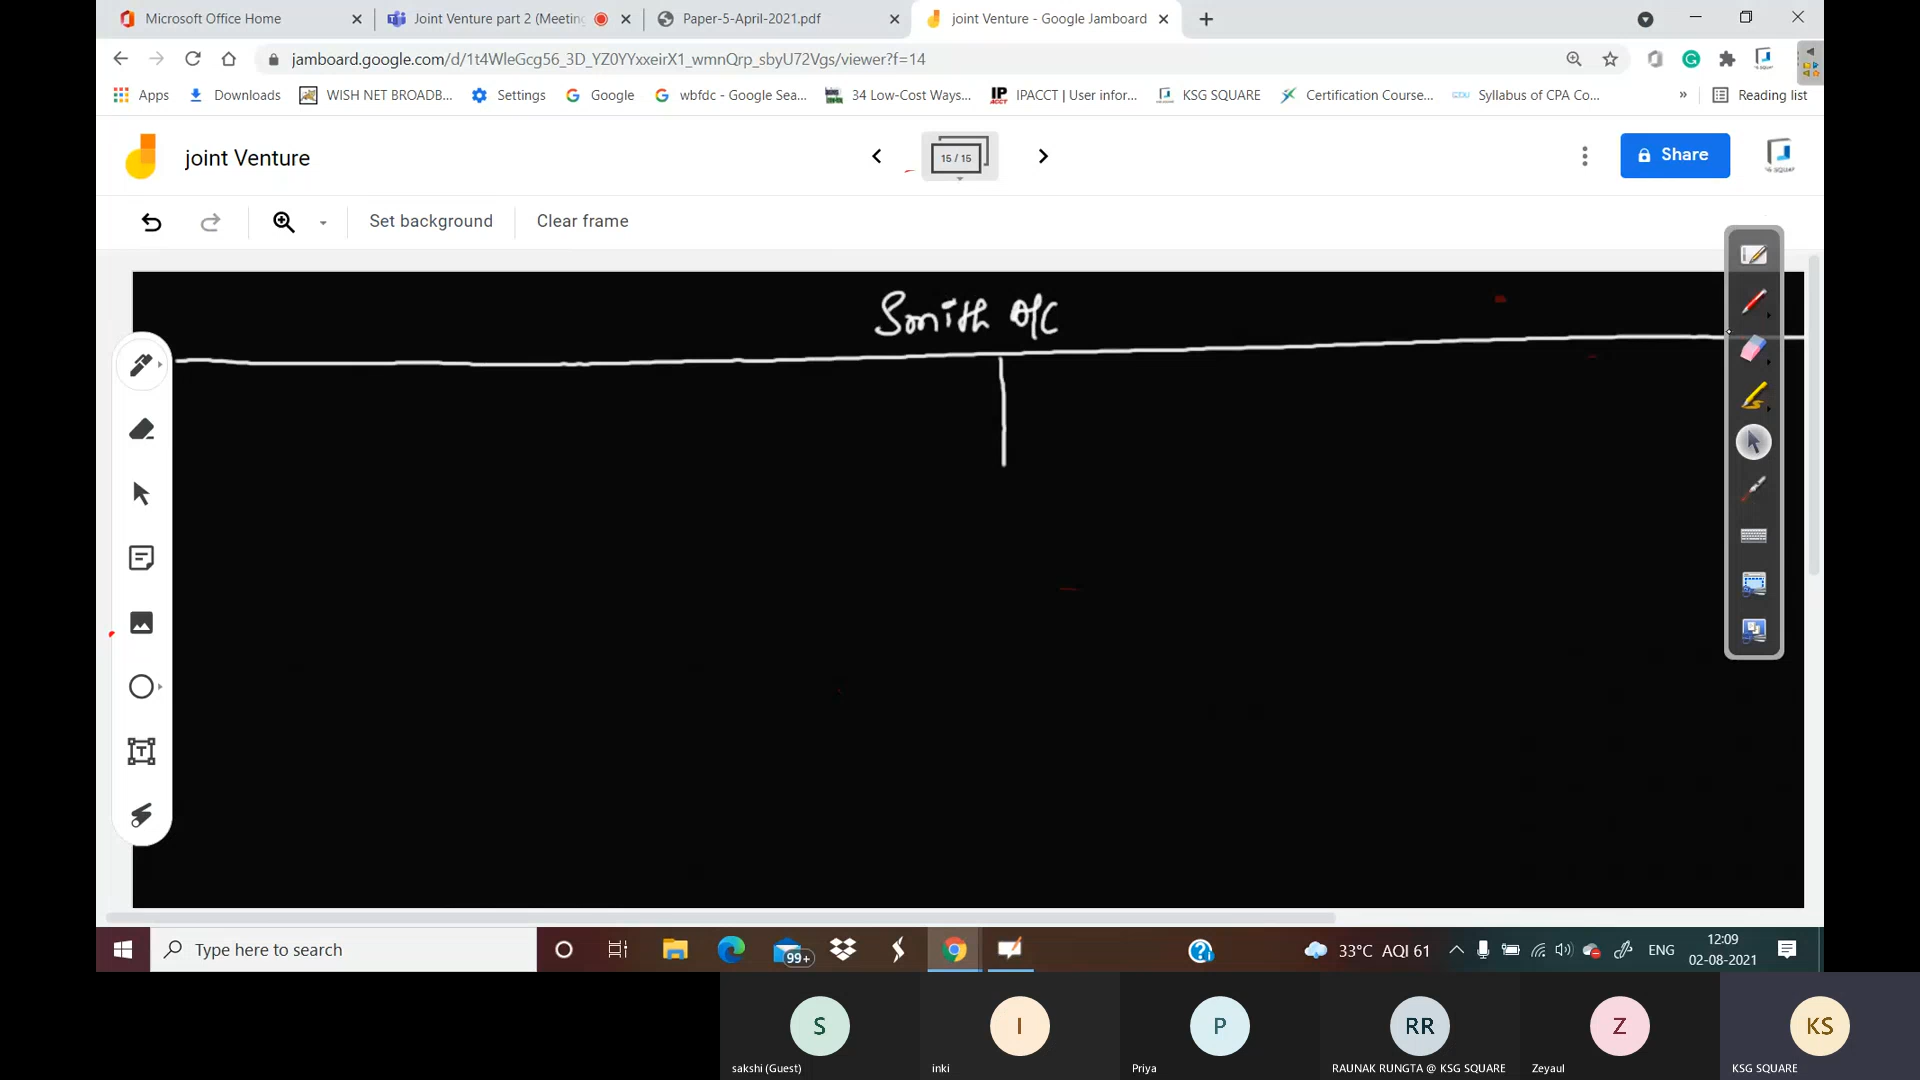 Microsoft Office Home
Joint Venture part 2 (Meetin
Paper-5-April-2021.pdf
joint Venture - Google Jamboard
jamboard.google.com/d/1t4WleGcg56_3D_YZ0YYxxeirX1_wmnQrp_sbyU72Vgs/viewer?f=14
Apps
Downloads
WISH NET BROADB...
Settings
Google
wbfdc - Google Sea...
34 Low-Cost Ways...
IP
ACCT
IPACCT | User infor...
KSG SQUARE
Certification Course...
Syllabus of CPA Co...
»
Reading list
joint Venture
15 / 15
Share
Set background
Clear frame
Smith A/C
Type here to search
99+
33°C AQI 61
ENG
12:09
02-08-2021
S
I
P
RR
Z
KS
sakshi (Guest)
inki
Priya
RAUNAK RUNGTA @ KSG SQUARE
Zeyaul
KSG SQUARE